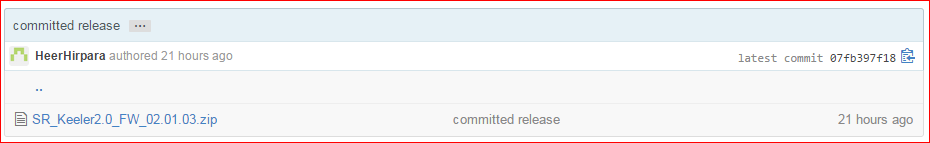 committed release ...
HeerHirpara authored 21 hours ago latest commit 07fb397f18
..
SR_Keeler2.0_FW_02.01.03.zip committed release 21 hours ago